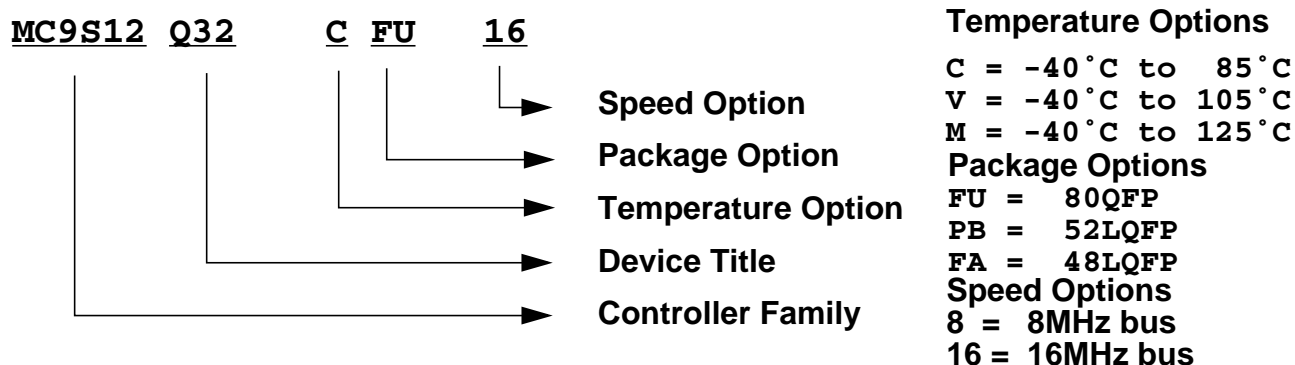 MC9S12 Q32 C FU 16
Speed Option
Package Option
Temperature Option
Device Title
Controller Family
Temperature Options
C = -40˚C to 85˚C
V = -40˚C to 105˚C
M = -40˚C to 125˚C
Package Options
FU = 80QFP
PB = 52LQFP
FA = 48LQFP
Speed Options
8 = 8MHz bus
16 = 16MHz bus